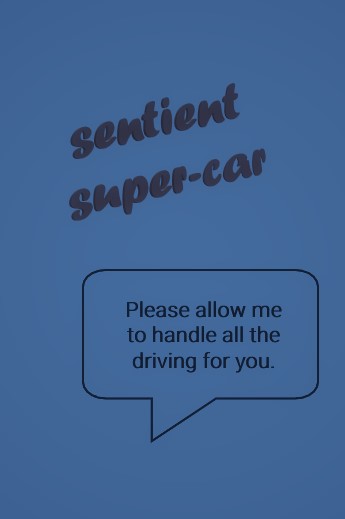 sentient
super-car
Please allow me
to handle all the
driving for you.